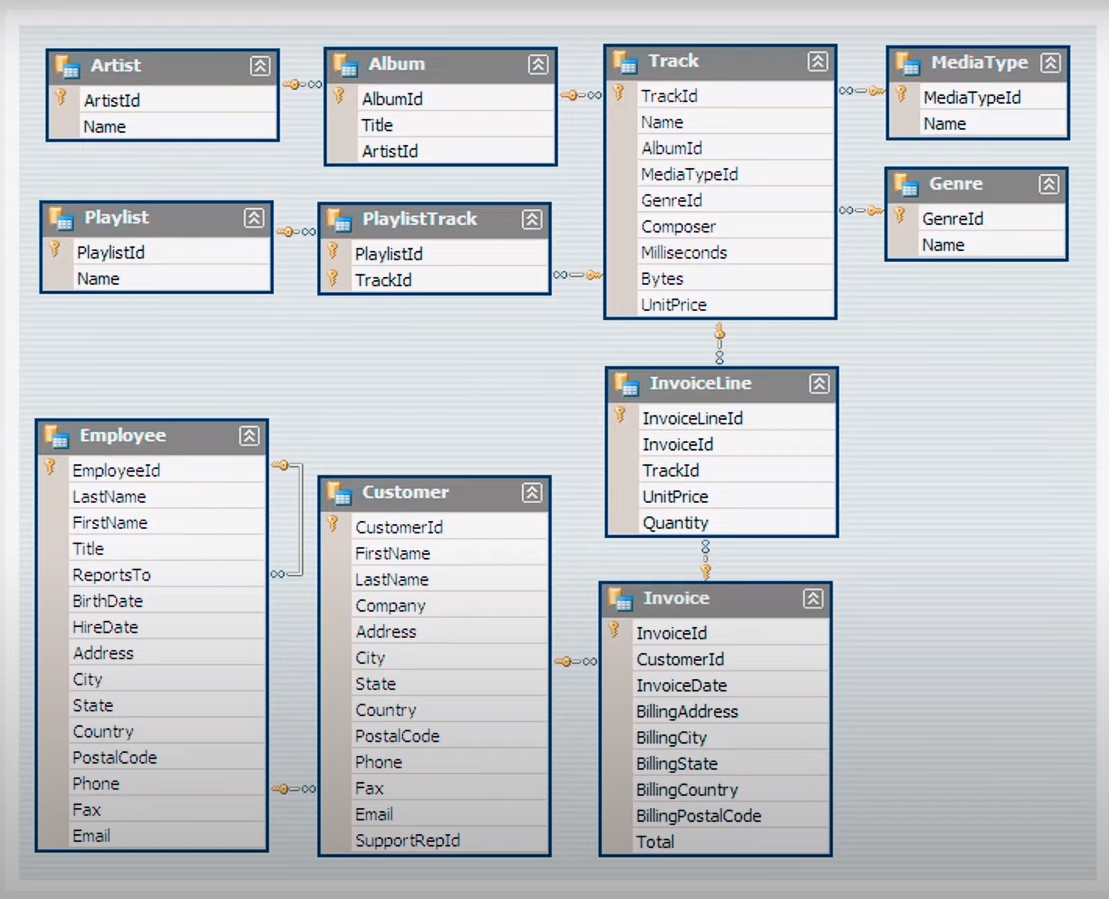 Artist
ArtistId
Name
Album
AlbumId
Title
ArtistId
Track
TrackId
Name
AlbumId
MediaTypeId
GenreId
Composer
Milliseconds
Bytes
UnitPrice
MediaType
MediaTypeId
Name
Genre
GenreId
Name
Playlist
PlaylistId
Name
PlaylistTrack
PlaylistId
TrackId
InvoiceLine
InvoiceLineId
InvoiceId
TrackId
UnitPrice
Quantity
Employee
EmployeeId
LastName
FirstName
Title
ReportsTo
BirthDate
HireDate
Address
City
State
Country
PostalCode
Phone
Fax
Email
Customer
CustomerId
FirstName
LastName
Company
Address
City
State
Country
PostalCode
Phone
Fax
Email
SupportRepId
Invoice
InvoiceId
CustomerId
InvoiceDate
BillingAddress
BillingCity
BillingState
BillingCountry
BillingPostalCode
Total